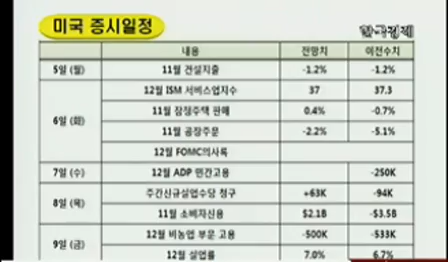 미국 증시일정
한국경제
내용 전망치 이전수치
5일 (월) 11월 건설지출 -1.2% -1.2%
12월 ISM 서비스업지수 37 37.3
6일 (화) 11월 잠정주택 판매 0.4% -0.7%
11월 공장주문 -2.2% -5.1%
12월 FOMC의사록
7일 (수) 12월 ADP 민간고용 -250K
8일 (목) 주간신규실업수당 청구 +63K -94K
11월 소비자신용 $2.1B -$3.5B
9일 (금) 12월 비농업 부문 고용 -500K -533K
12월 실업률 7.0% 6.7%